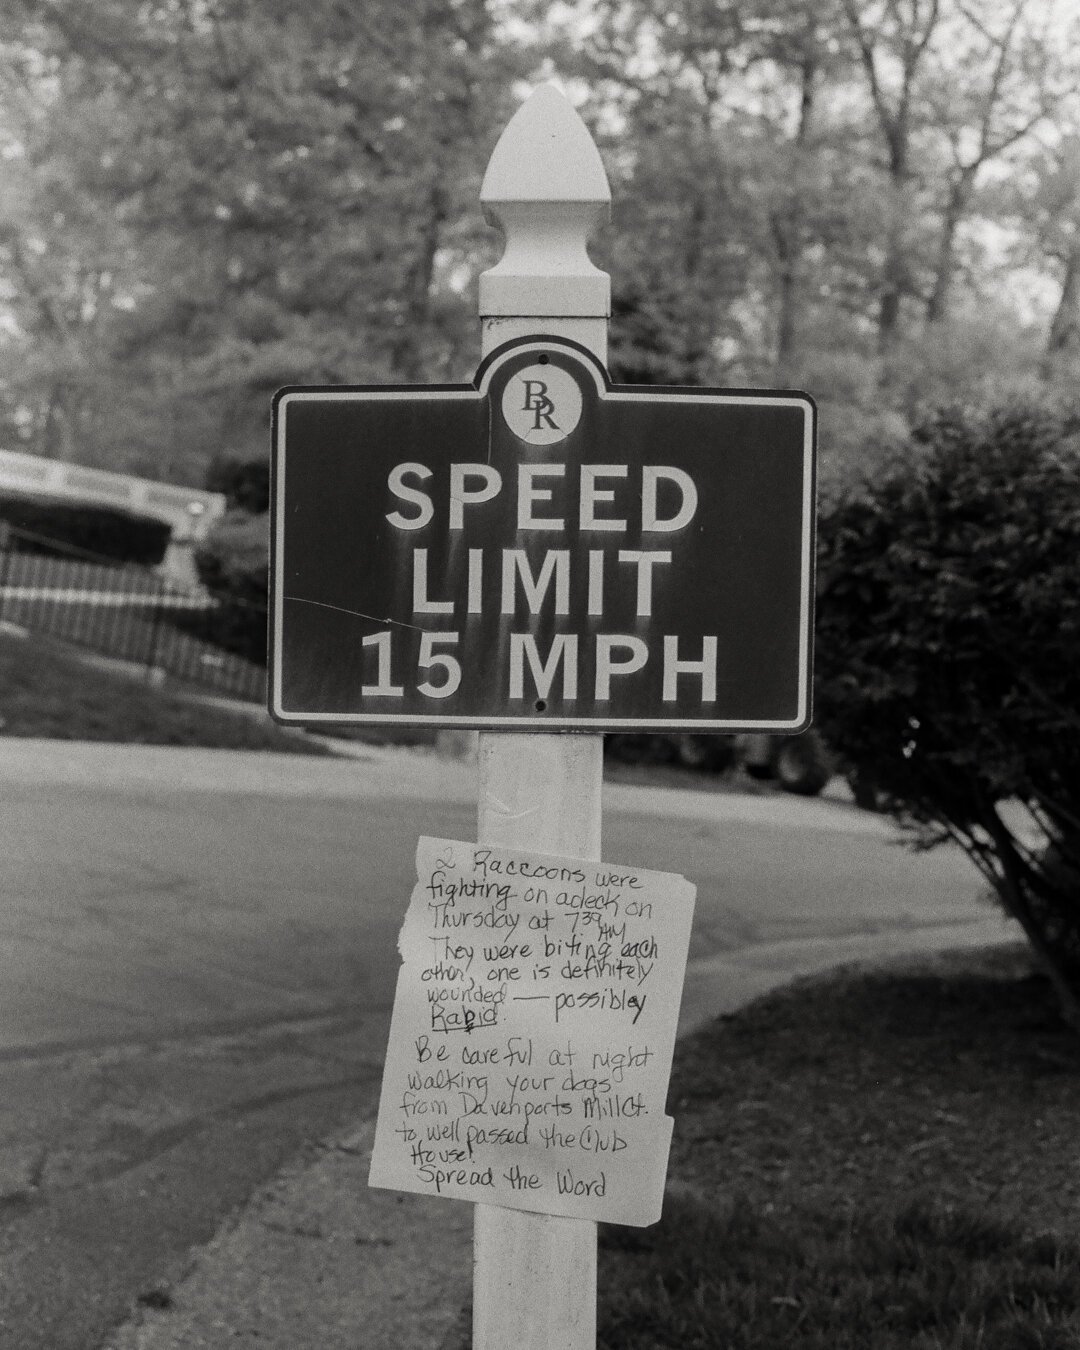 BR
SPEED
LIMIT
15 MPH
2 Raccoons were
fighting on a deck on
Thursday at 7:39 AM
They were biting each
other, one is definitely
wounded — possibley
Rabid.
Be careful at night
walking your dogs
from Davenports Mill Ct.
to well passed the Club
House!
Spread the Word